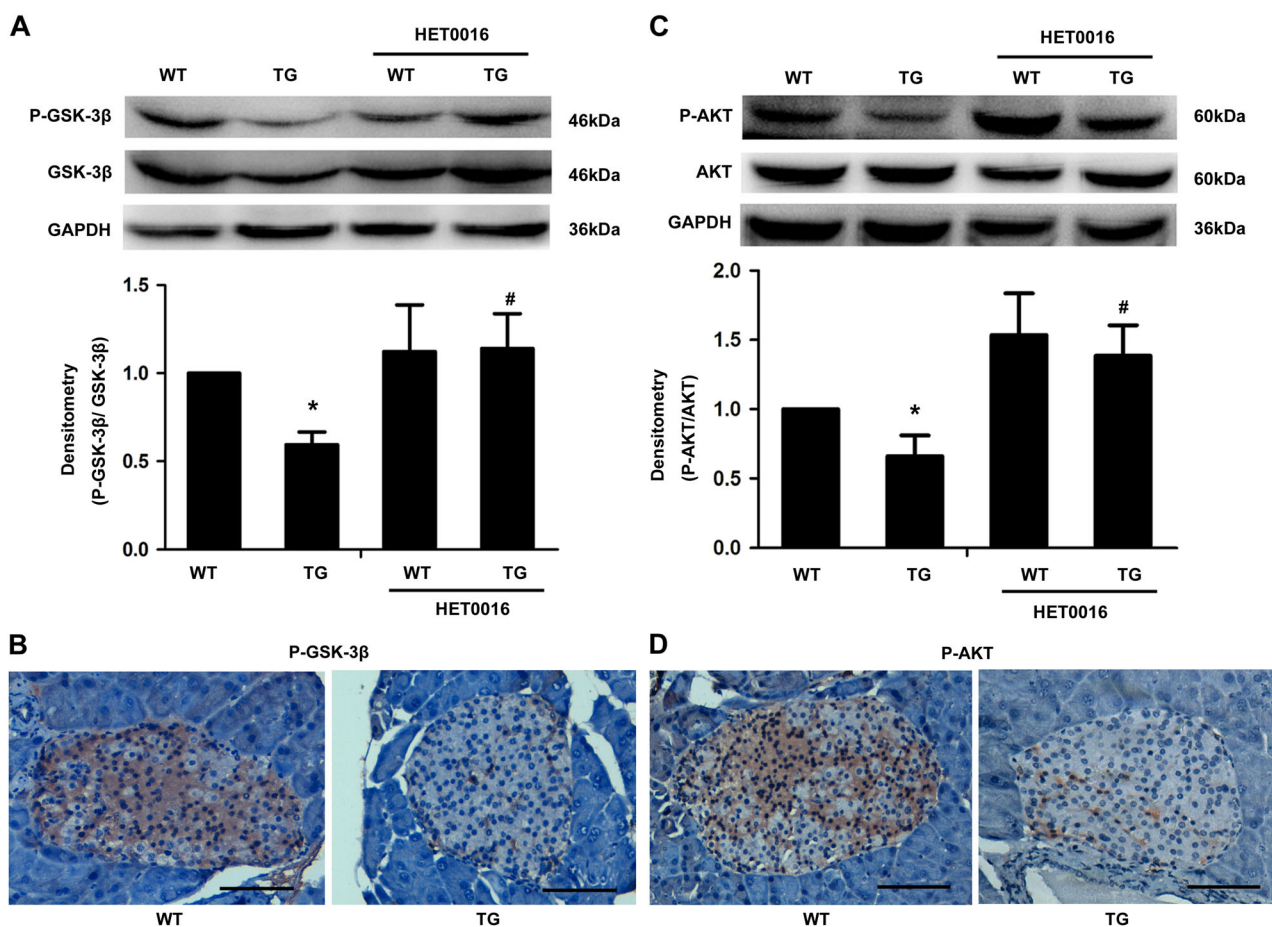 A
HET0016
WT TG WT TG
P-GSK-3β 46kDa
GSK-3β 46kDa
GAPDH 36kDa
Densitometry
(P-GSK-3β/ GSK-3β)
1.5
1.0
0.5
0.0
*
#
WT TG WT TG
HET0016
C
HET0016
WT TG WT TG
P-AKT 60kDa
AKT 60kDa
GAPDH 36kDa
Densitometry
(P-AKT/AKT)
2.0
1.5
1.0
0.5
0.0
*
#
WT TG WT TG
HET0016
B
P-GSK-3β
WT TG
D
P-AKT
WT TG